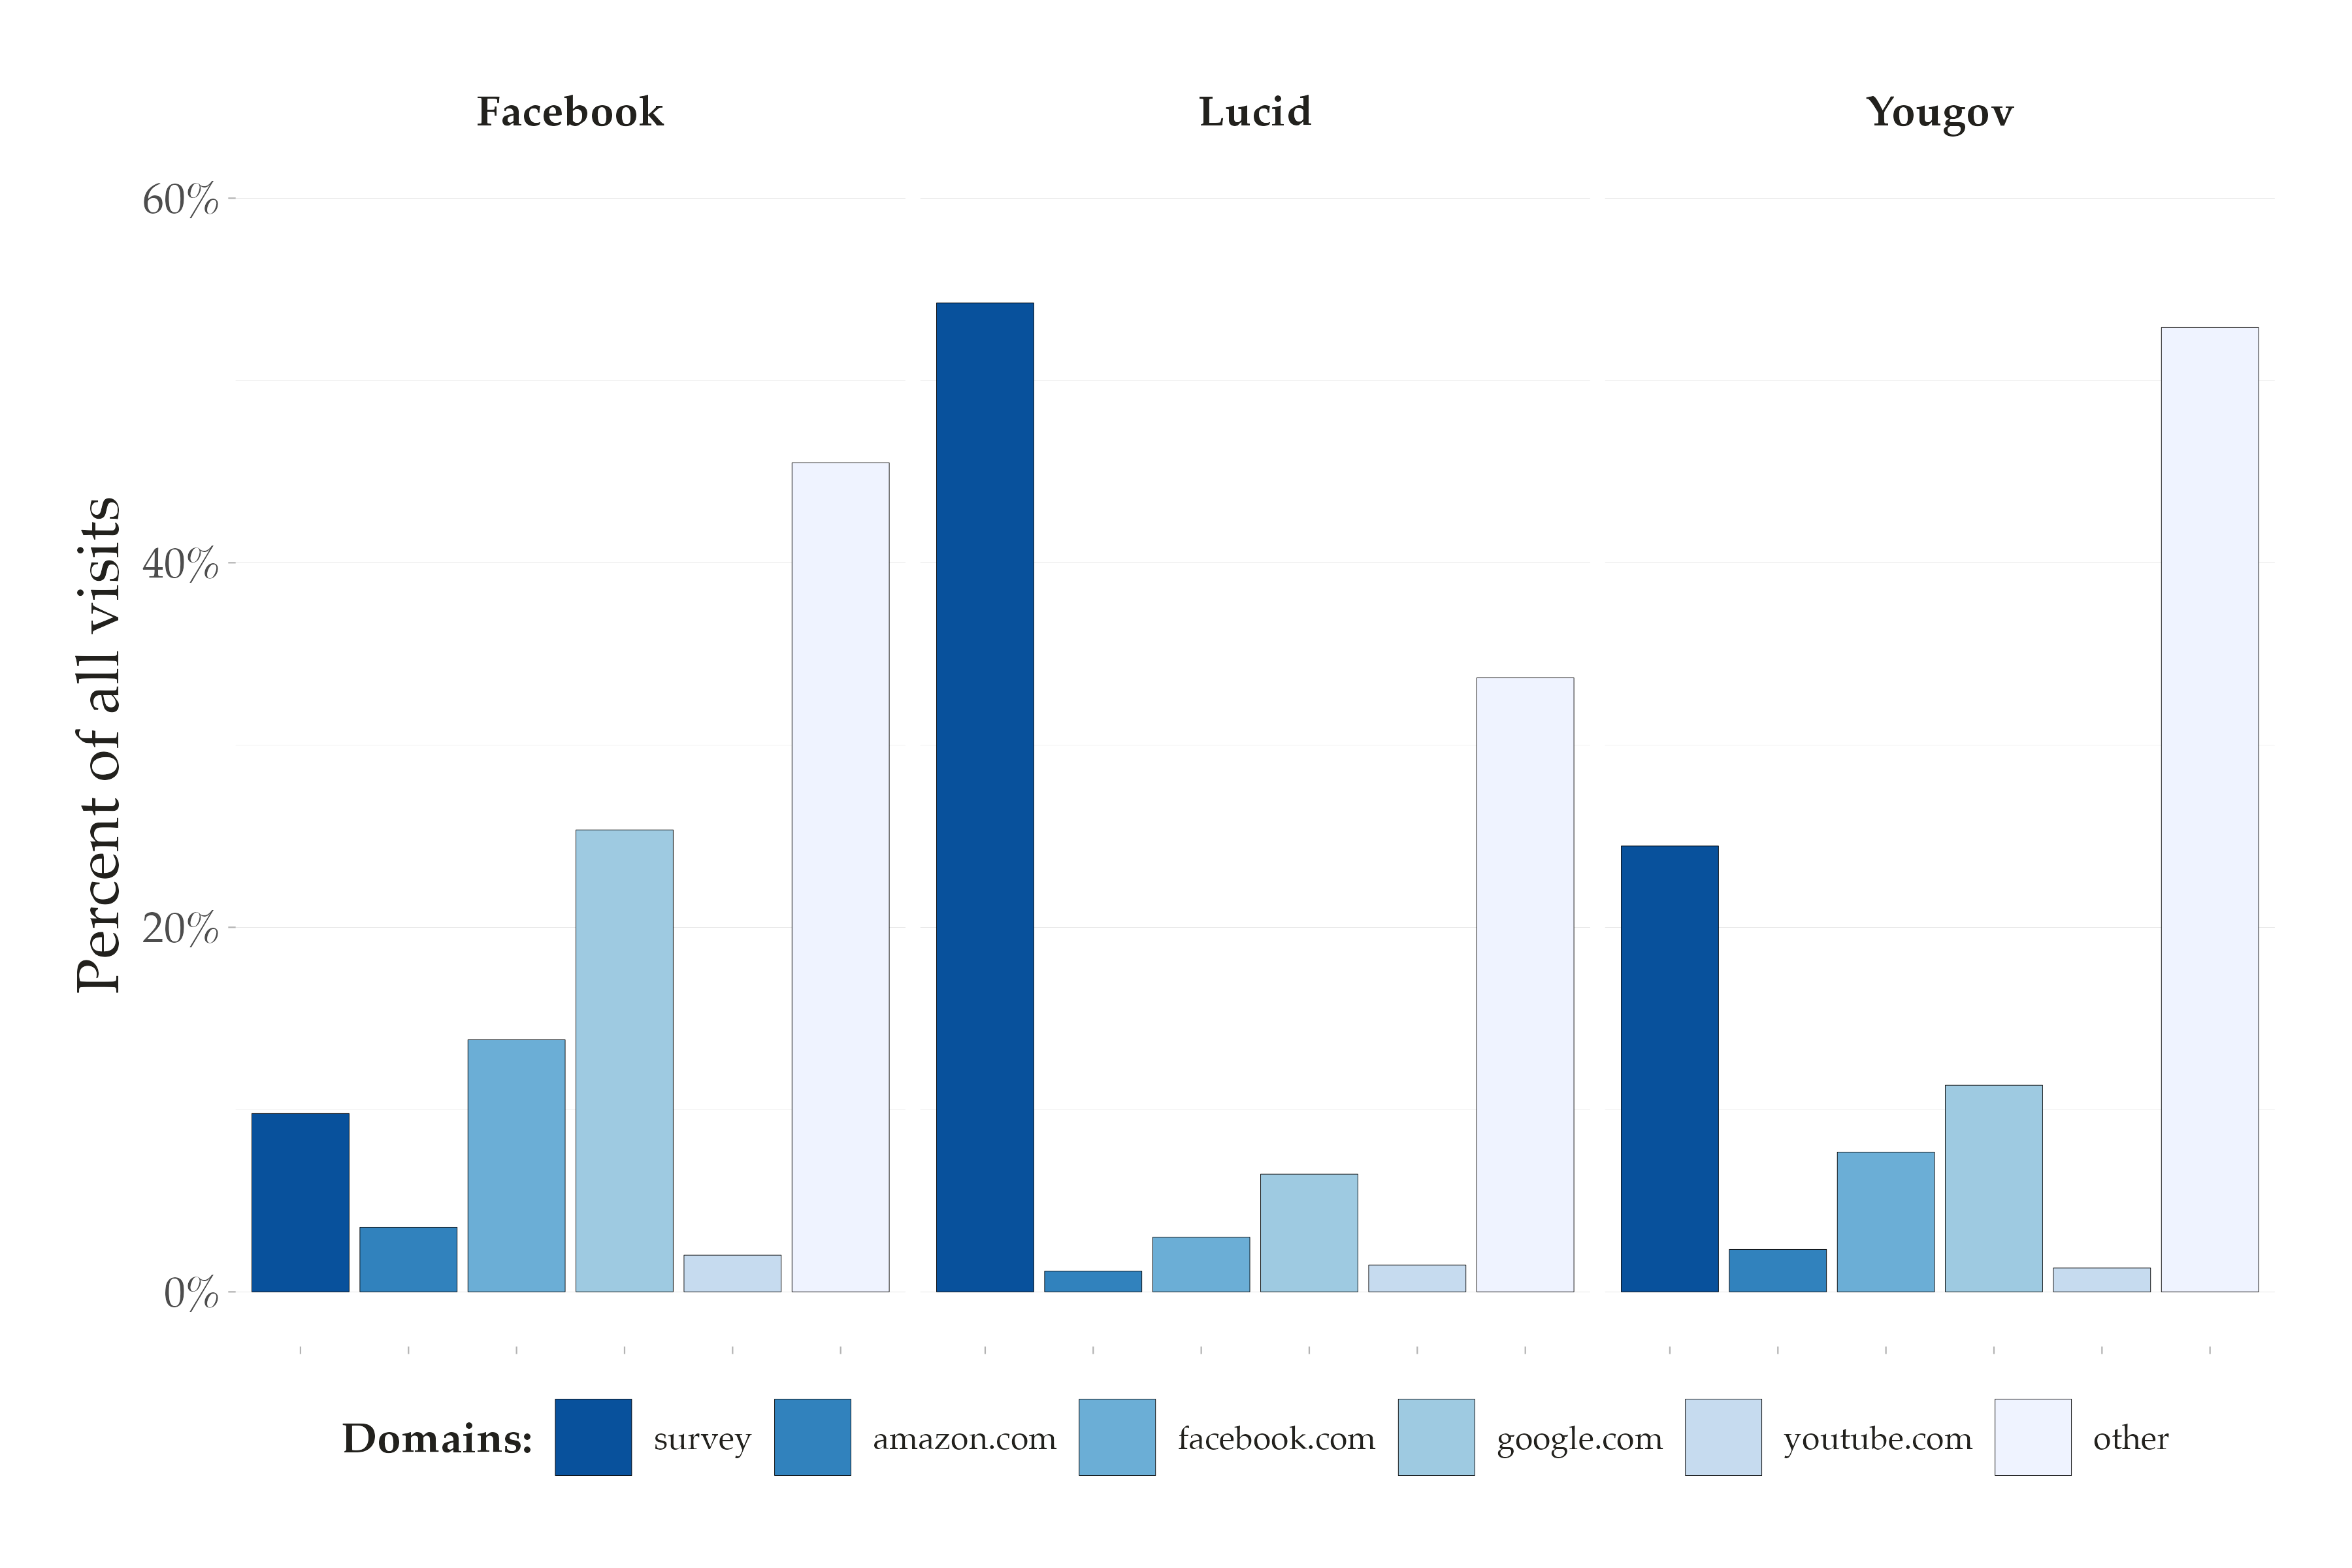 Facebook Lucid Yougov
60%
40%
20%
0%
Percent of all visits
Domains: survey amazon.com facebook.com google.com youtube.com other